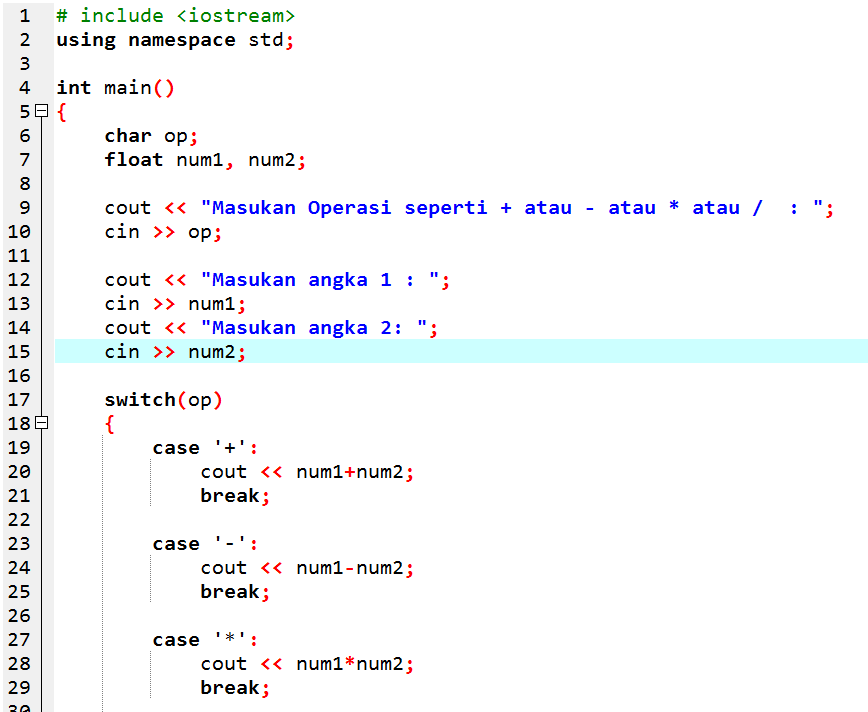 1 # include <iostream>
2 using namespace std;
3
4 int main()
5 {
6     char op;
7     float num1, num2;
8
9     cout << "Masukan Operasi seperti + atau - atau * atau /  : ";
10     cin >> op;
11
12     cout << "Masukan angka 1 : ";
13     cin >> num1;
14     cout << "Masukan angka 2: ";
15     cin >> num2;
16
17     switch(op)
18     {
19         case '+':
20             cout << num1+num2;
21             break;
22
23         case '-':
24             cout << num1-num2;
25             break;
26
27         case '*':
28             cout << num1*num2;
29             break;
30